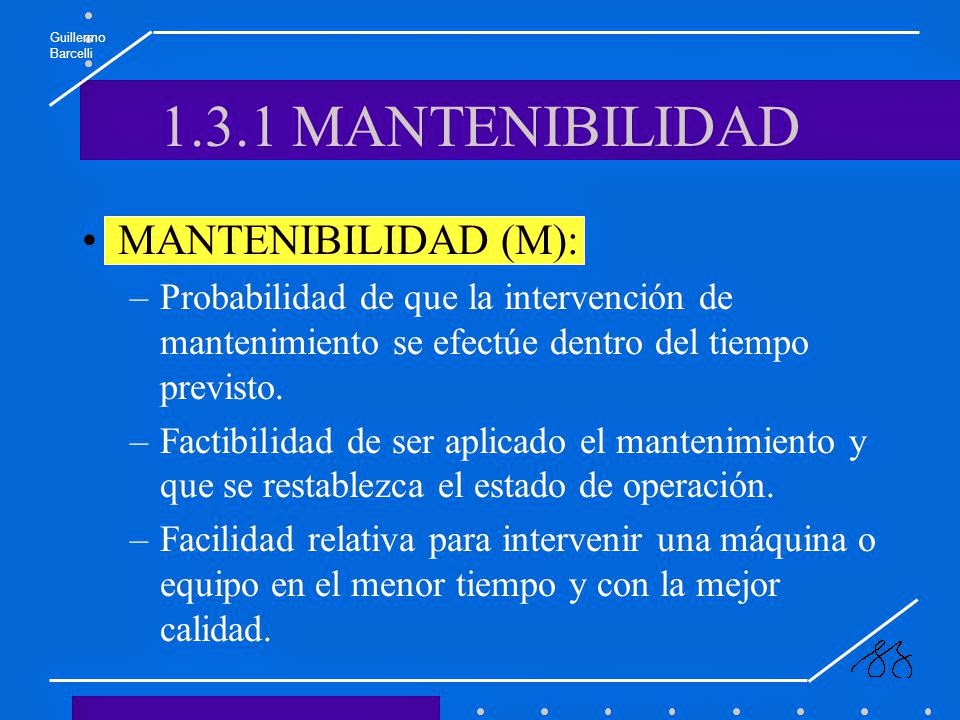 Guillermo
Barcelli
1.3.1 MANTENIBILIDAD
• MANTENIBILIDAD (M):
– Probabilidad de que la intervención de
mantenimiento se efectúe dentro del tiempo
previsto.
– Factibilidad de ser aplicado el mantenimiento y
que se restablezca el estado de operación.
– Facilidad relativa para intervenir una máquina o
equipo en el menor tiempo y con la mejor
calidad.